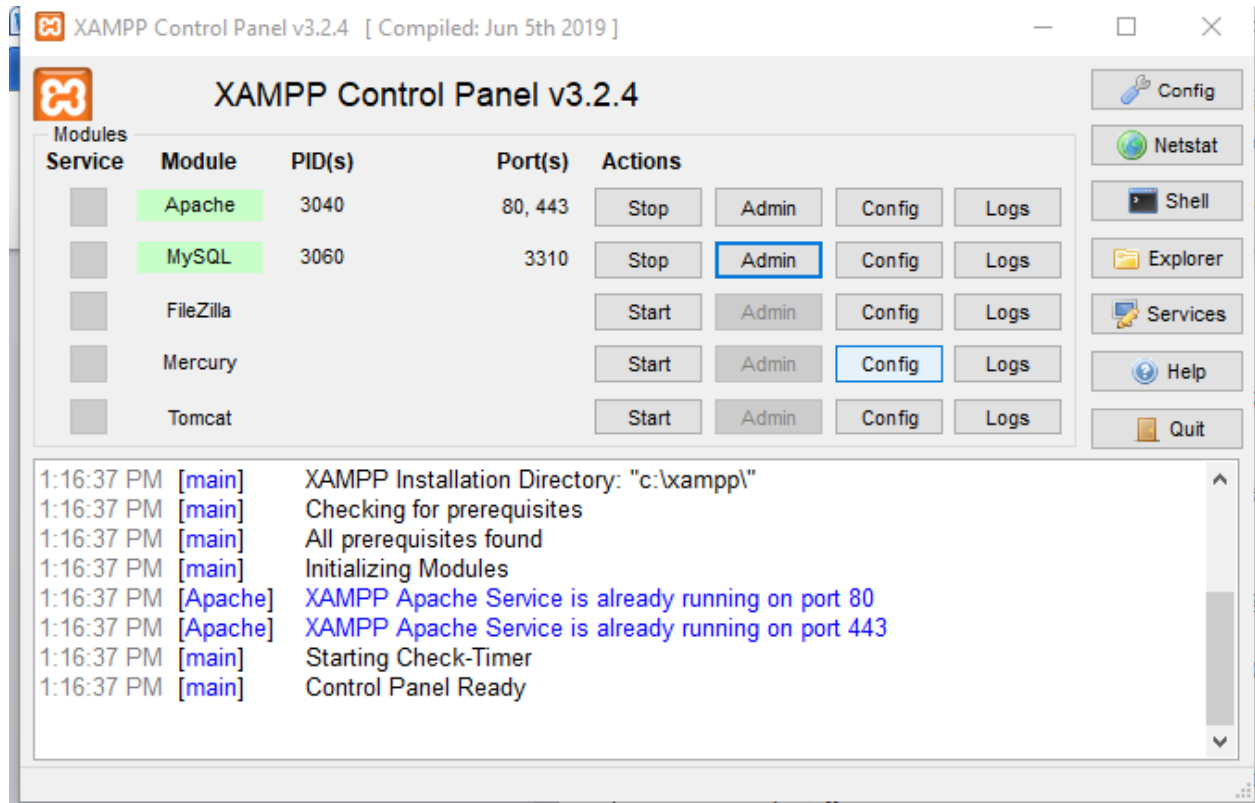 XAMPP Control Panel v3.2.4 [ Compiled: Jun 5th 2019 ]
XAMPP Control Panel v3.2.4
Config
Modules
Service Module PID(s) Port(s) Actions
Netstat
Apache 3040 80, 443 Stop Admin Config Logs
Shell
MySQL 3060 3310 Stop Admin Config Logs
Explorer
FileZilla Start Admin Config Logs
Services
Mercury Start Admin Config Logs
Help
Tomcat Start Admin Config Logs
Quit
1:16:37 PM [main] XAMPP Installation Directory: "c:\xampp\"
1:16:37 PM [main] Checking for prerequisites
1:16:37 PM [main] All prerequisites found
1:16:37 PM [main] Initializing Modules
1:16:37 PM [Apache] XAMPP Apache Service is already running on port 80
1:16:37 PM [Apache] XAMPP Apache Service is already running on port 443
1:16:37 PM [main] Starting Check-Timer
1:16:37 PM [main] Control Panel Ready